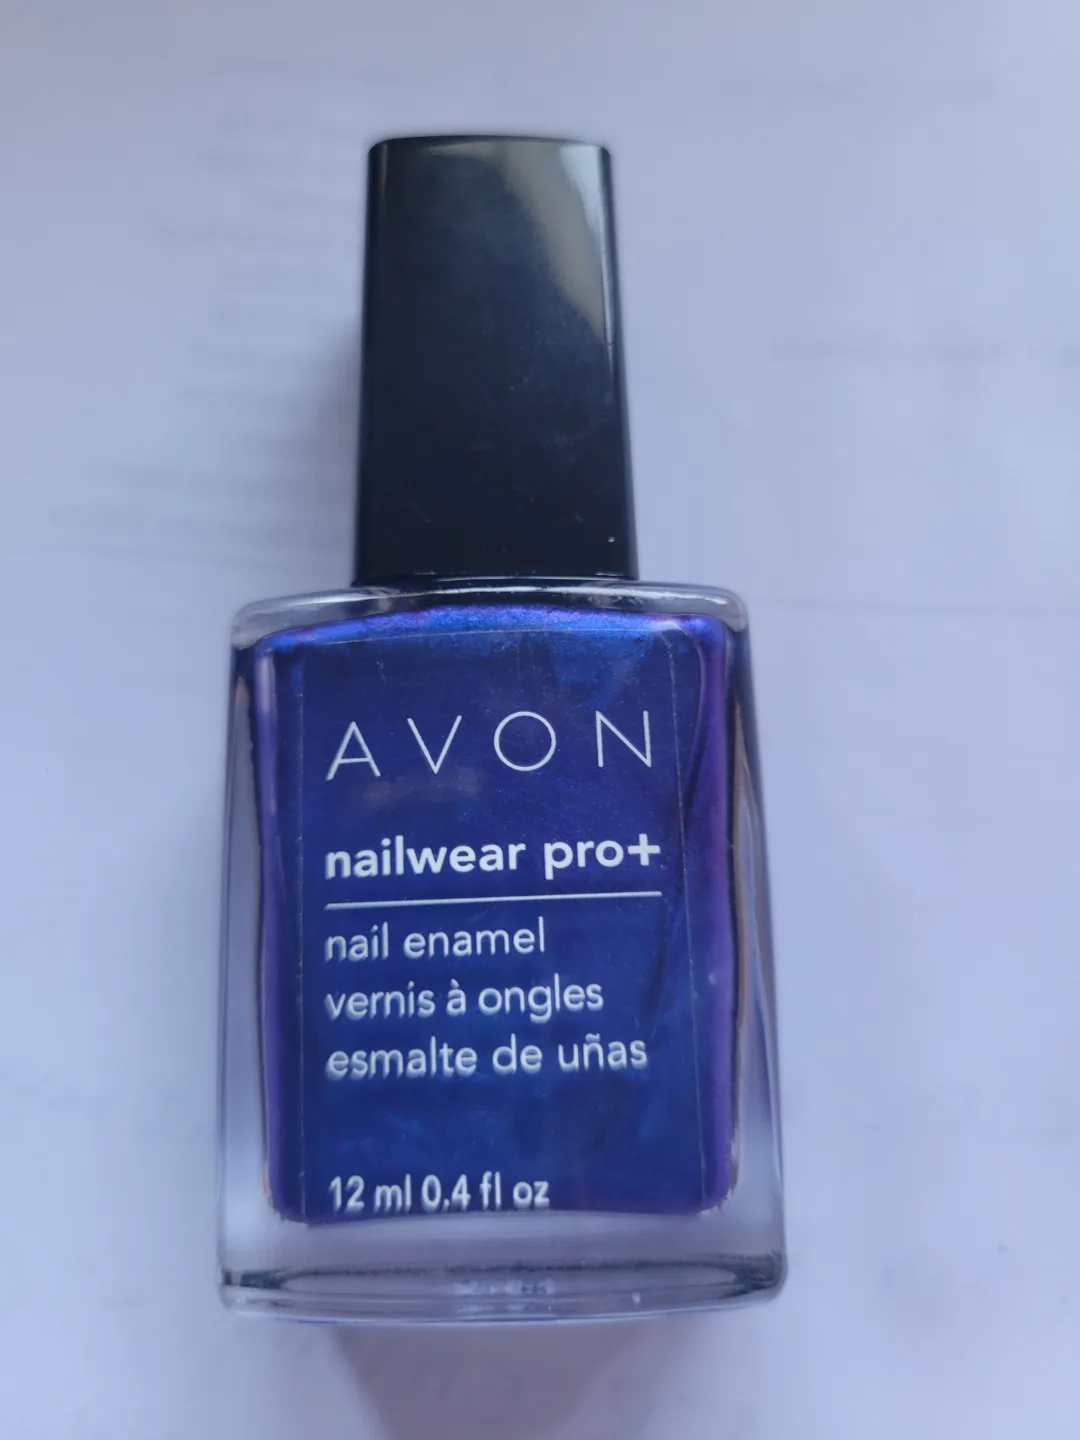 AVON
nailwear pro+
nail enamel
vernis à ongles
esmalte de uñas
12 ml 0.4 fl oz